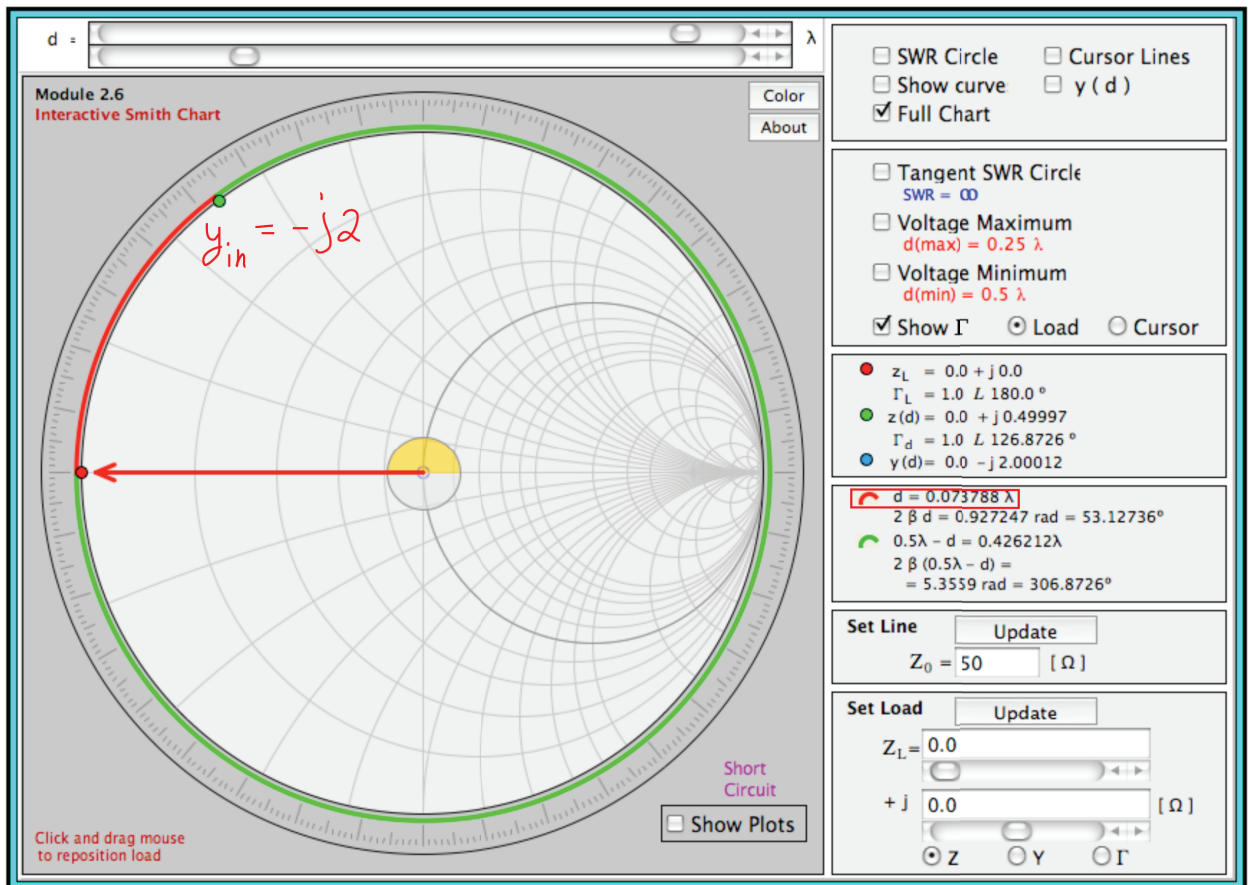 d = λ
Module 2.6
Interactive Smith Chart
Color
About
y_in = -j2
Short
Circuit
Show Plots
Click and drag mouse
to reposition load
SWR Circle Cursor Lines
Show curve y ( d )
Full Chart
Tangent SWR Circle
SWR = ∞
Voltage Maximum
d(max) = 0.25 λ
Voltage Minimum
d(min) = 0.5 λ
Show Γ Load Cursor
z_L = 0.0 + j 0.0
Γ_L = 1.0 ∠ 180.0 º
z(d) = 0.0 + j 0.49997
Γ_d = 1.0 ∠ 126.8726 º
y(d)= 0.0 - j 2.00012
d = 0.073788 λ
2 β d = 0.927247 rad = 53.12736º
0.5λ - d = 0.426212λ
2 β (0.5λ - d) =
= 5.3559 rad = 306.8726º
Set Line Update
Z_0 = 50 [ Ω ]
Set Load Update
Z_L= 0.0
+ j 0.0 [ Ω ]
Z Y Γ